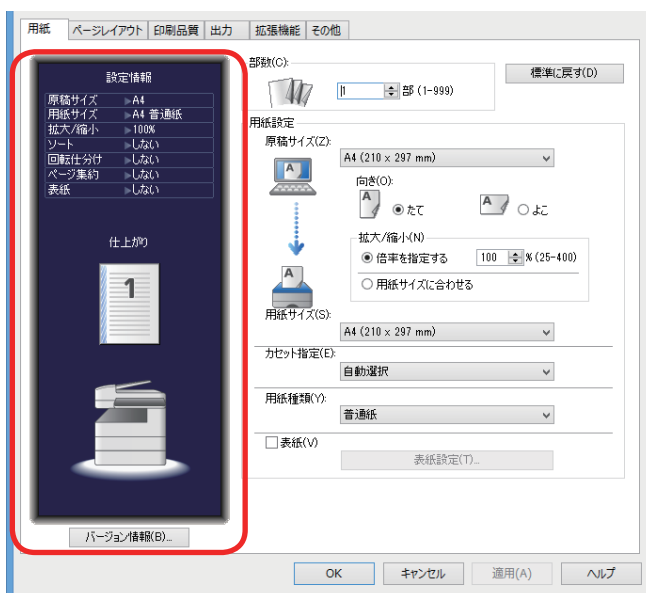 用紙 ページレイアウト 印刷品質 出力 拡張機能 その他
設定情報
原稿サイズ ▶A4
用紙サイズ ▶A4 普通紙
拡大/縮小 ▶100%
ソート ▶しない
回転仕分け ▶しない
ページ集約 ▶しない
表紙 ▶しない
仕上がり
1
バージョン情報(B)...
部数(C):
1 部 (1-999)
標準に戻す(D)
用紙設定
原稿サイズ(Z):
A4 (210 x 297 mm)
A
向き(O):
A たて A よこ
拡大/縮小(N)
倍率を指定する 100 % (25-400)
用紙サイズに合わせる
A
用紙サイズ(S):
A4 (210 x 297 mm)
カセット指定(E):
自動選択
用紙種類(Y):
普通紙
表紙(V)
表紙設定(T)...
OK キャンセル 適用(A) ヘルプ